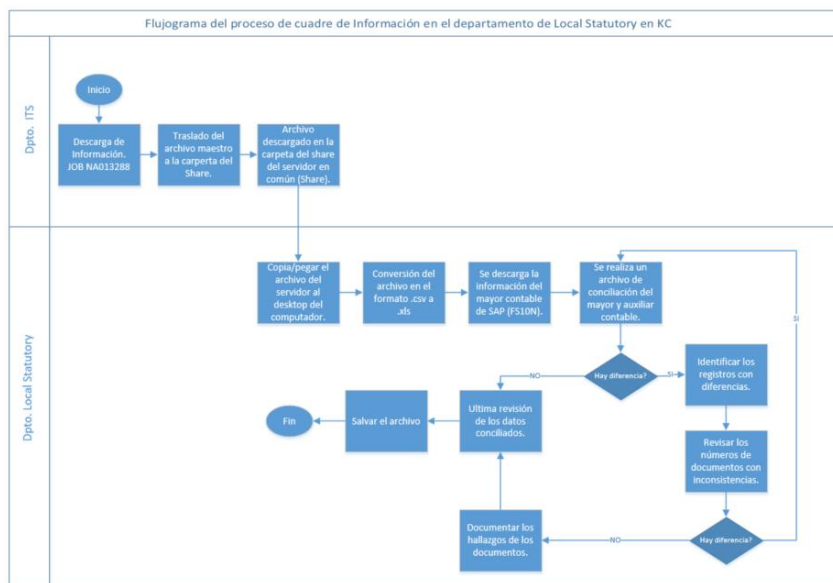 Flujograma del proceso de cuadre de Información en el departamento de Local Statutory en KC
Dpto. ITS
Inicio
Descarga de
Información.
JOB NA013288
Traslado del
archivo maestro
a la carperta del
Share.
Archivo
descargado en la
carpeta del share
del servidor en
común (Share).
Dpto. Local Statutory
Copia/pegar el
archivo del
servidor al
desktop del
computador.
Conversión del
archivo en el
formato .csv a
.xls
Se descarga la
información del
mayor contable
de SAP (FS10N).
Se realiza un
archivo de
conciliación del
mayor y auxiliar
contable.
SI
Hay diferencia?
NO
SI
Identificar los
registros con
diferencias.
Fin
Salvar el archivo
Ultima revisión
de los datos
conciliados.
Revisar los
números de
documentos con
inconsistencias.
Documentar los
hallazgos de los
documentos.
NO
Hay diferencia?